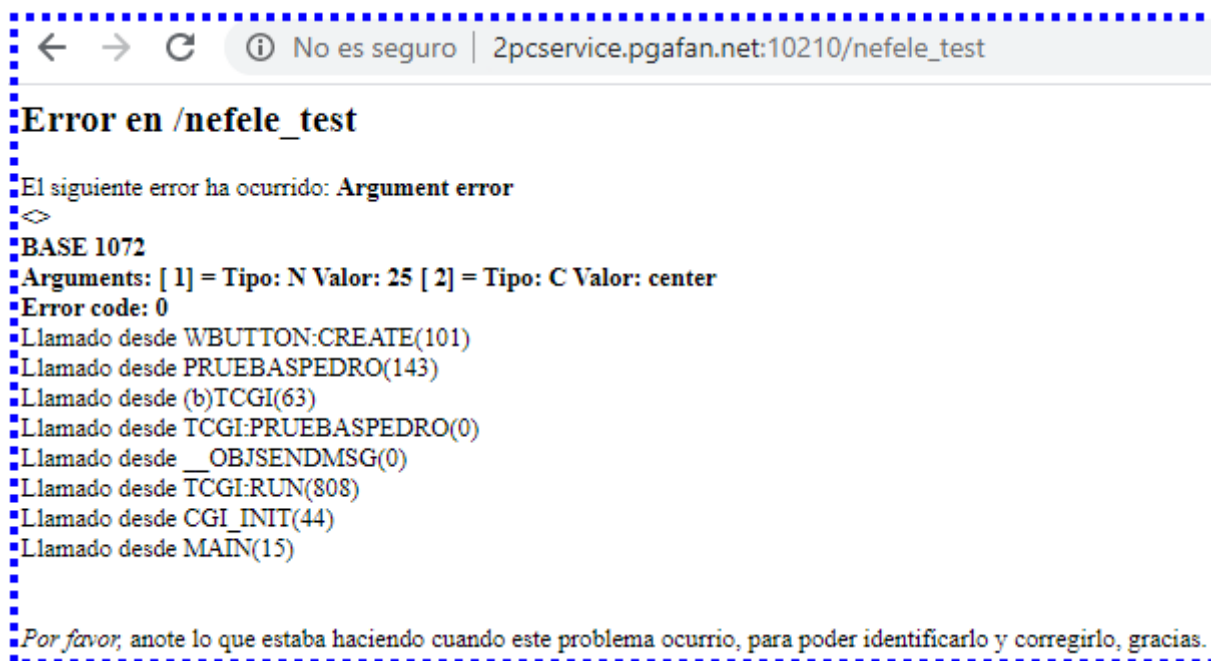 No es seguro | 2pcservice.pgafan.net:10210/nefele_test
Error en /nefele_test
El siguiente error ha ocurrido: Argument error
<>
BASE 1072
Arguments: [ 1] = Tipo: N Valor: 25 [ 2] = Tipo: C Valor: center
Error code: 0
Llamado desde WBUTTON:CREATE(101)
Llamado desde PRUEBASPEDRO(143)
Llamado desde (b)TCGI(63)
Llamado desde TCGI:PRUEBASPEDRO(0)
Llamado desde __OBJSENDMSG(0)
Llamado desde TCGI:RUN(808)
Llamado desde CGI_INIT(44)
Llamado desde MAIN(15)
Por favor, anote lo que estaba haciendo cuando este problema ocurrio, para poder identificarlo y corregirlo, gracias.